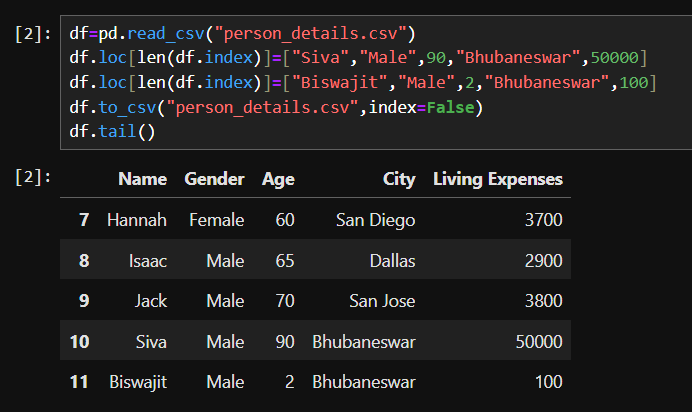 [2]: df=pd.read_csv("person_details.csv")
df.loc[len(df.index)]=["Siva","Male",90,"Bhubaneswar",50000]
df.loc[len(df.index)]=["Biswajit","Male",2,"Bhubaneswar",100]
df.to_csv("person_details.csv",index=False)
df.tail()
[2]: Name Gender Age City Living Expenses
7 Hannah Female 60 San Diego 3700
8 Isaac Male 65 Dallas 2900
9 Jack Male 70 San Jose 3800
10 Siva Male 90 Bhubaneswar 50000
11 Biswajit Male 2 Bhubaneswar 100